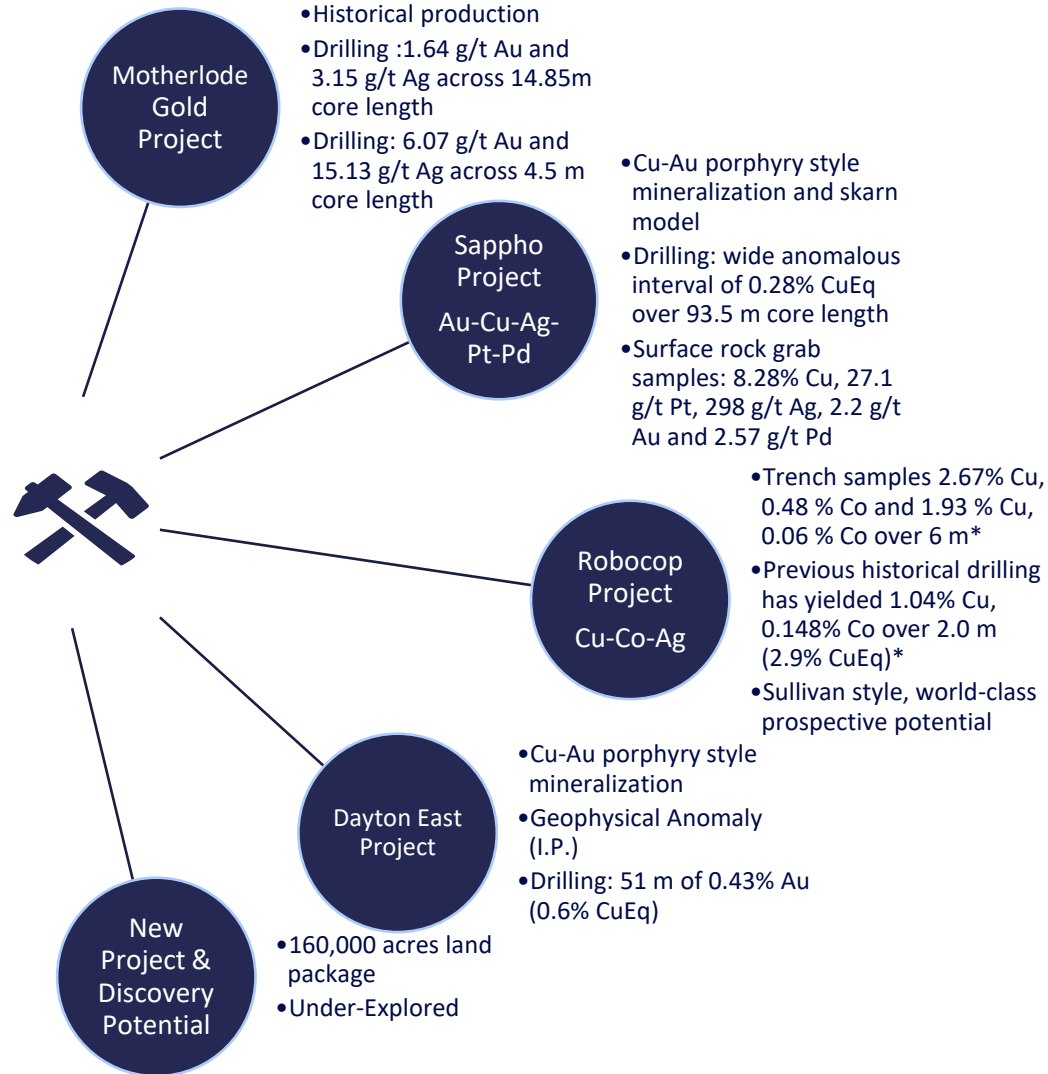 Motherlode
Gold
Project
•Historical production
•Drilling :1.64 g/t Au and
3.15 g/t Ag across 14.85m
core length
•Drilling: 6.07 g/t Au and
15.13 g/t Ag across 4.5 m
core length
Sappho
Project
Au-Cu-Ag-
Pt-Pd
•Cu-Au porphyry style
mineralization and skarn
model
•Drilling: wide anomalous
interval of 0.28% CuEq
over 93.5 m core length
•Surface rock grab
samples: 8.28% Cu, 27.1
g/t Pt, 298 g/t Ag, 2.2 g/t
Au and 2.57 g/t Pd
Robocop
Project
Cu-Co-Ag
•Trench samples 2.67% Cu,
0.48 % Co and 1.93 % Cu,
0.06 % Co over 6 m*
•Previous historical drilling
has yielded 1.04% Cu,
0.148% Co over 2.0 m
(2.9% CuEq)*
•Sullivan style, world-class
prospective potential
Dayton East
Project
•Cu-Au porphyry style
mineralization
•Geophysical Anomaly
(I.P.)
•Drilling: 51 m of 0.43% Au
(0.6% CuEq)
New
Project &
Discovery
Potential
•160,000 acres land
package
•Under-Explored